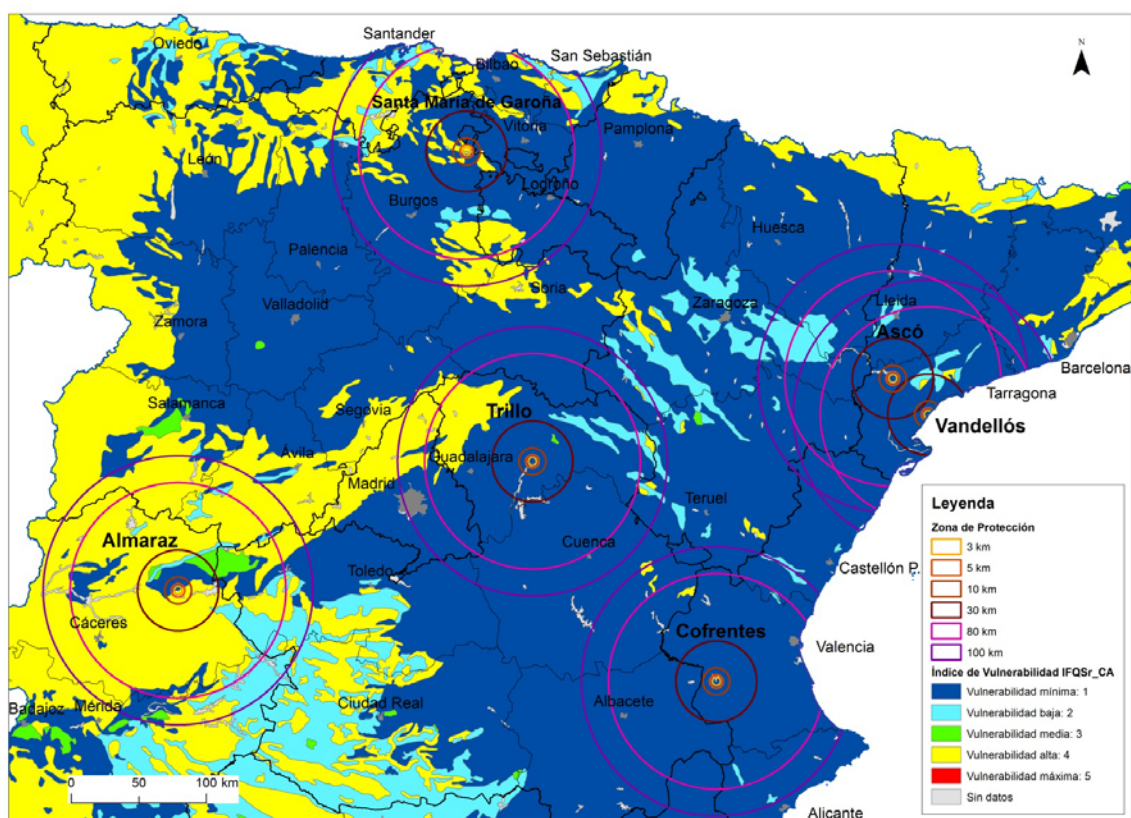 Oviedo
Santander
Bilbao
San Sebastián
N
Santa María de Garoña
Vitoria
Pamplona
León
Logroño
Burgos
Huesca
Palencia
Soria
Zaragoza
Lleida
Valladolid
Zamora
Ascó
Barcelona
Tarragona
Salamanca
Segovia
Trillo
Vandellós
Ávila
Guadalajara
Madrid
Teruel
Almaraz
Cuenca
Toledo
Castellón P.
Cáceres
Cofrentes
Valencia
Badajoz
Mérida
Ciudad Real
Albacete
Alicante
0 50 100 km
Leyenda
Zona de Protección
3 km
5 km
10 km
30 km
80 km
100 km
Índice de Vulnerabilidad IFQSr_CA
Vulnerabilidad mínima: 1
Vulnerabilidad baja: 2
Vulnerabilidad media: 3
Vulnerabilidad alta: 4
Vulnerabilidad máxima: 5
Sin datos